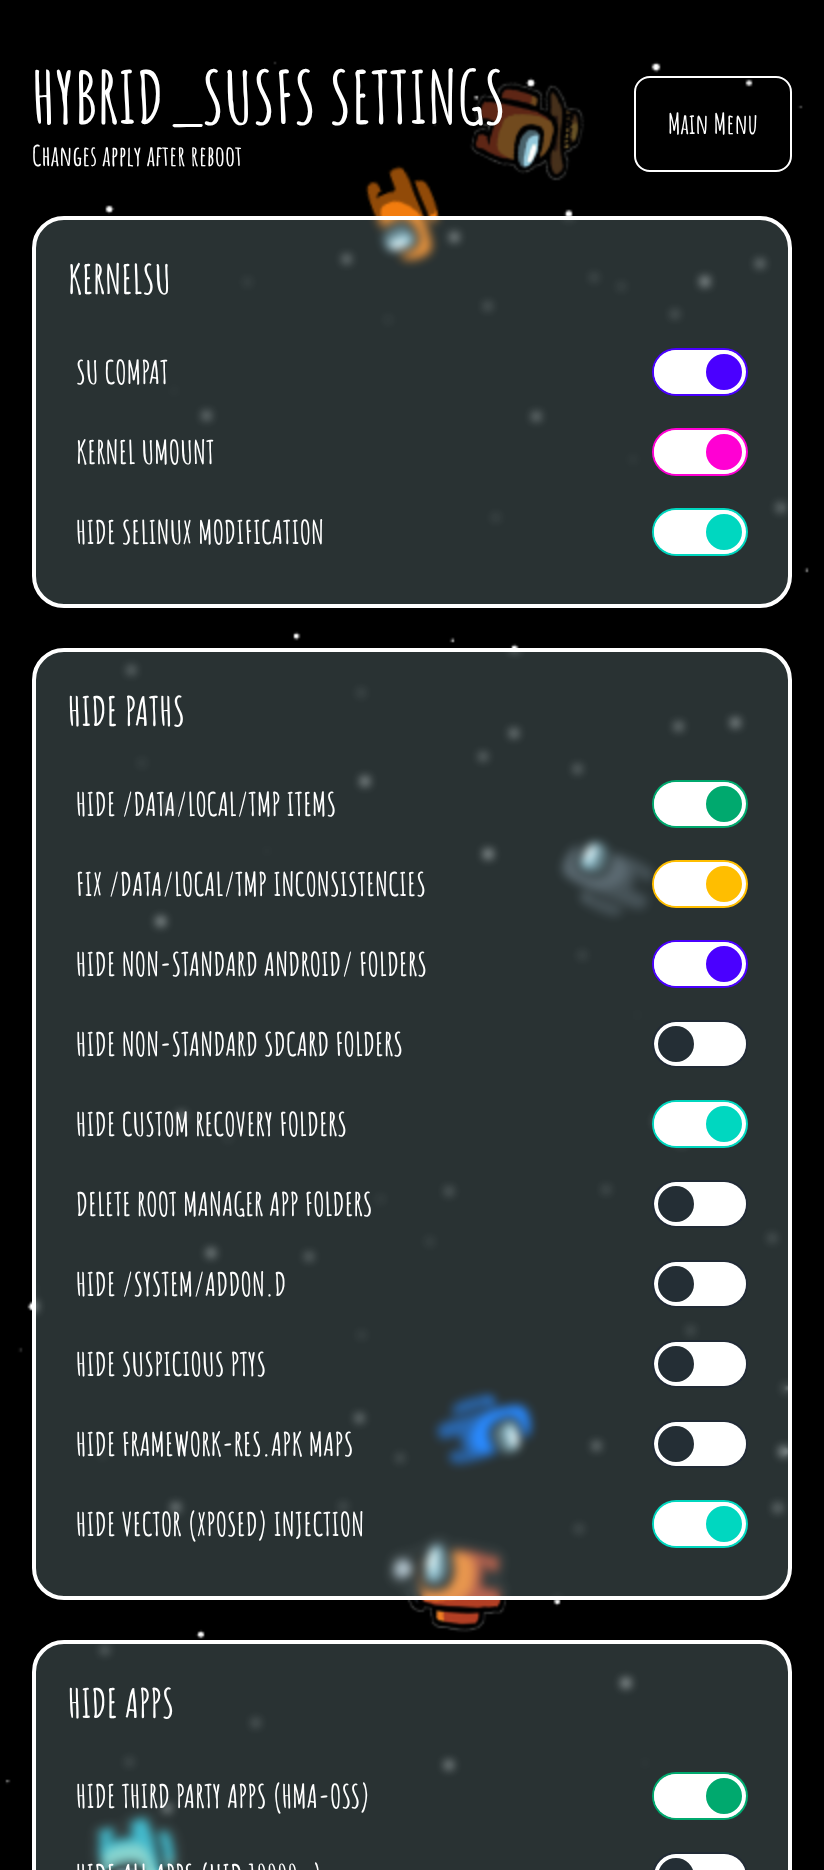 HYBRID_SUSFS SETTINGS
CHANGES APPLY AFTER REBOOT
MAIN MENU
KERNELSU
SU COMPAT
KERNEL UMOUNT
HIDE SELINUX MODIFICATION
HIDE PATHS
HIDE /DATA/LOCAL/TMP ITEMS
FIX /DATA/LOCAL/TMP INCONSISTENCIES
HIDE NON-STANDARD ANDROID/ FOLDERS
HIDE NON-STANDARD SDCARD FOLDERS
HIDE CUSTOM RECOVERY FOLDERS
DELETE ROOT MANAGER APP FOLDERS
HIDE /SYSTEM/ADDON.D
HIDE SUSPICIOUS PTYS
HIDE FRAMEWORK-RES.APK MAPS
HIDE VECTOR (XPOSED) INJECTION
HIDE APPS
HIDE THIRD PARTY APPS (HMA-OSS)